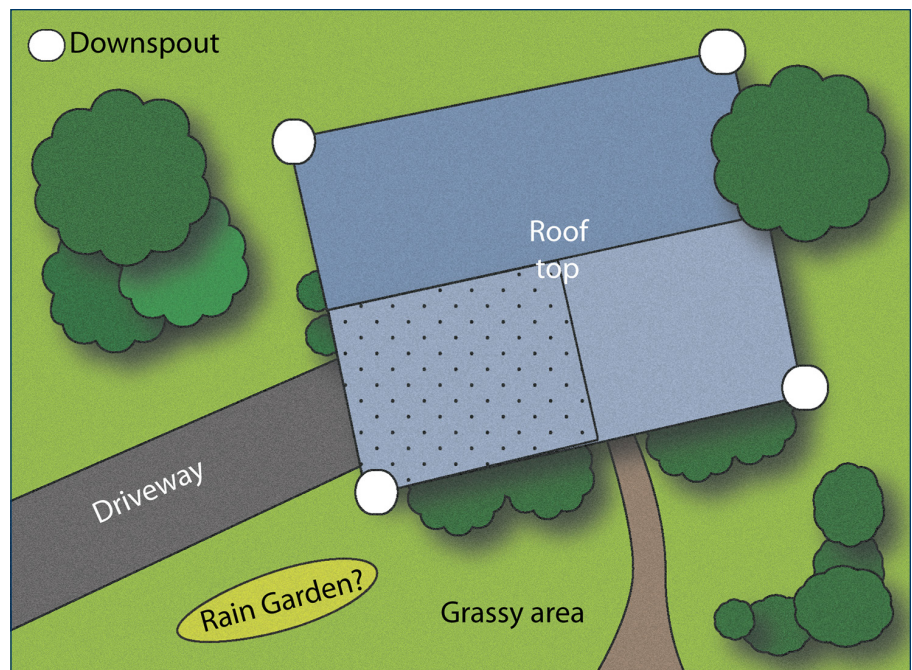 Downspout
Roof
top
Driveway
Rain Garden?
Grassy area